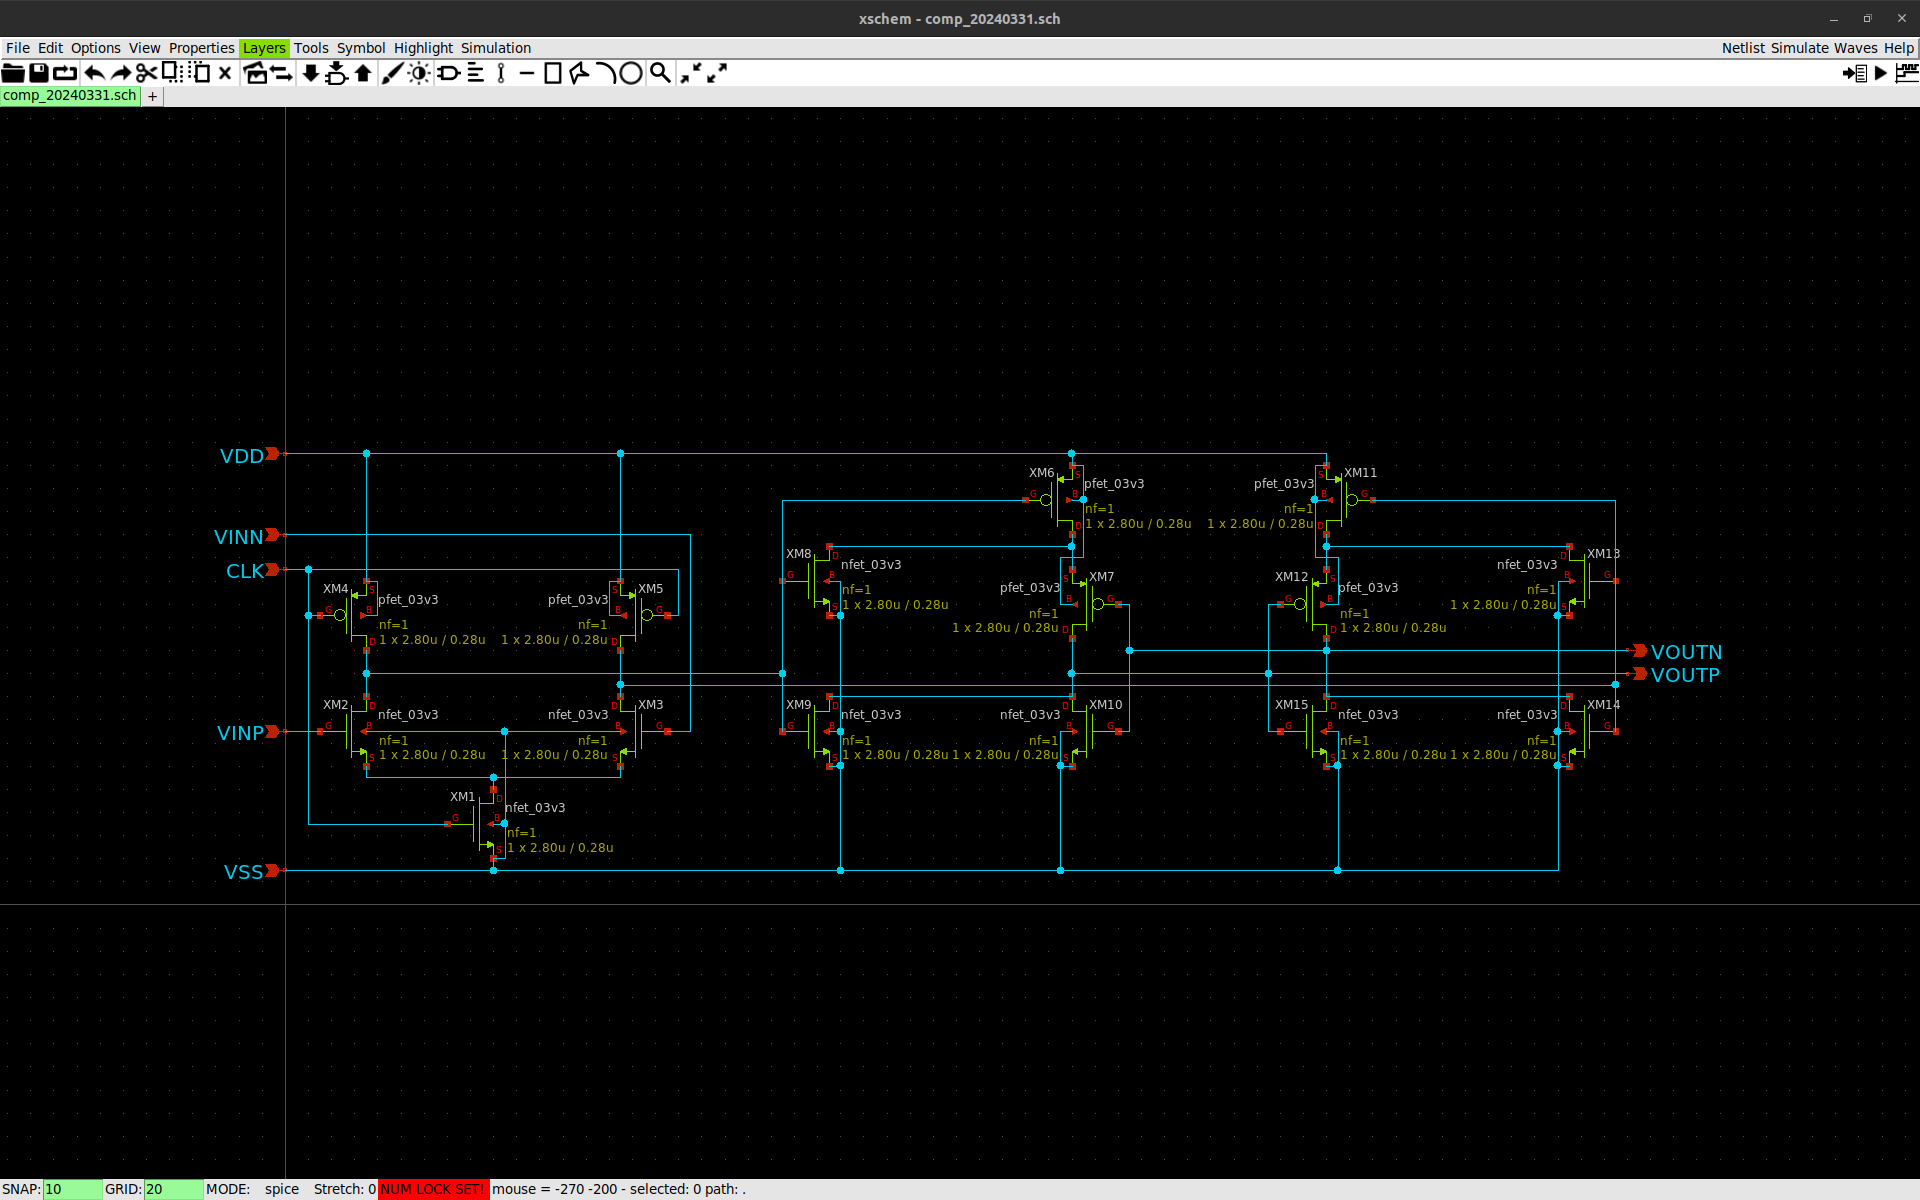 xschem - comp_20240331.sch
File Edit Options View Properties Layers Tools Symbol Highlight Simulation Netlist Simulate Waves Help
comp_20240331.sch +
VDD
VINN
CLK
VINP
VSS
VOUTN
VOUTP
XM6
S
G
B
D
pfet_03v3
nf=1
1 x 2.80u / 0.28u
XM11
S
G
B
D
pfet_03v3
nf=1
1 x 2.80u / 0.28u
XM8
D
G
B
S
nfet_03v3
nf=1
1 x 2.80u / 0.28u
XM7
S
G
B
D
pfet_03v3
nf=1
1 x 2.80u / 0.28u
XM12
S
G
B
D
pfet_03v3
nf=1
1 x 2.80u / 0.28u
XM13
D
G
B
S
nfet_03v3
nf=1
1 x 2.80u / 0.28u
XM4
S
G
B
D
pfet_03v3
nf=1
1 x 2.80u / 0.28u
XM5
S
G
B
D
pfet_03v3
nf=1
1 x 2.80u / 0.28u
XM2
D
G
B
S
nfet_03v3
nf=1
1 x 2.80u / 0.28u
XM3
D
G
B
S
nfet_03v3
nf=1
1 x 2.80u / 0.28u
XM9
D
G
B
S
nfet_03v3
nf=1
1 x 2.80u / 0.28u
XM10
D
G
B
S
nfet_03v3
nf=1
1 x 2.80u / 0.28u
XM15
D
G
B
S
nfet_03v3
nf=1
1 x 2.80u / 0.28u
XM14
D
G
B
S
nfet_03v3
nf=1
1 x 2.80u / 0.28u
XM1
D
G
B
S
nfet_03v3
nf=1
1 x 2.80u / 0.28u
SNAP: 10 GRID: 20 MODE: spice Stretch: 0 NUM LOCK SET! mouse = -270 -200 - selected: 0 path: .